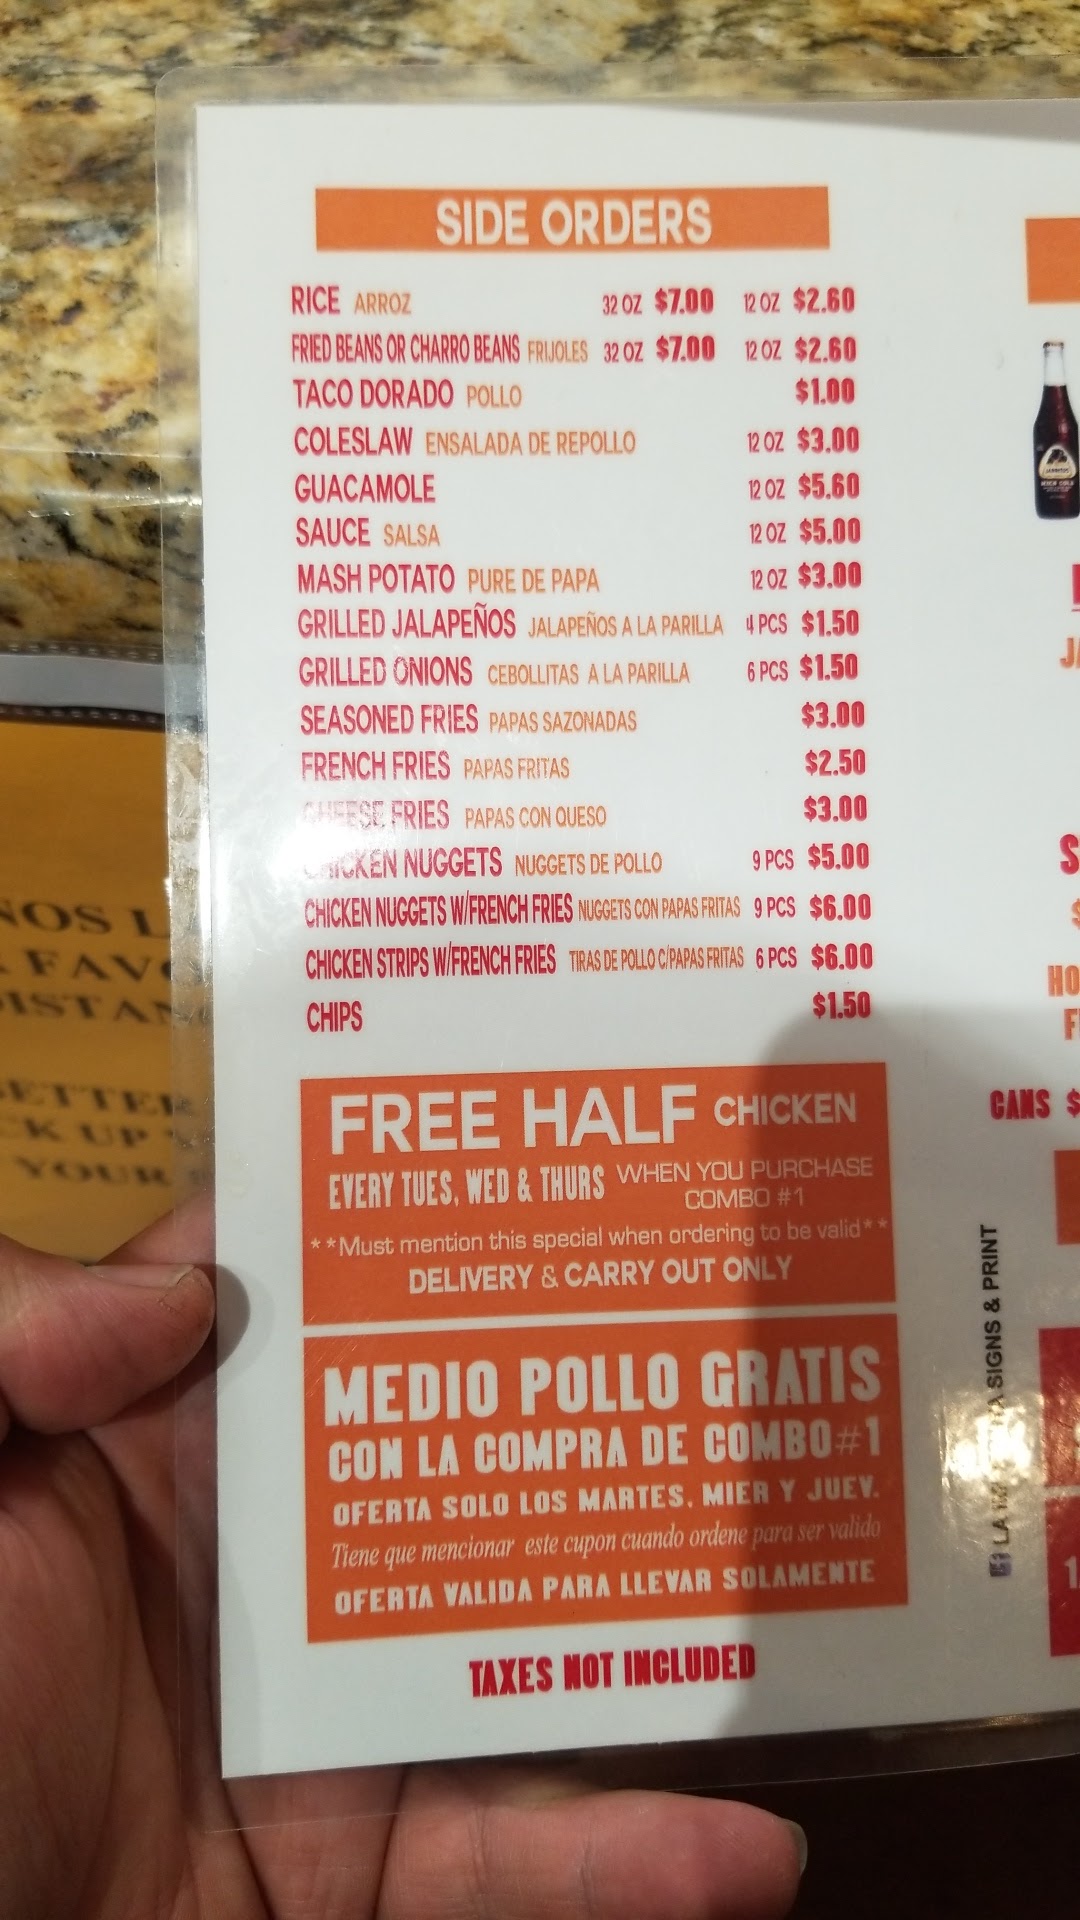 SIDE ORDERS
RICE ARROZ 32 OZ $7.00 12 OZ $2.60
FRIED BEANS OR CHARRO BEANS FRIJOLES 32 OZ $7.00 12 OZ $2.60
TACO DORADO POLLO $1.00
COLESLAW ENSALADA DE REPOLLO 12 OZ $3.00
GUACAMOLE 12 OZ $5.60
SAUCE SALSA 12 OZ $5.00
MASH POTATO PURE DE PAPA 12 OZ $3.00
GRILLED JALAPEÑOS JALAPEÑOS A LA PARILLA 4 PCS $1.50
GRILLED ONIONS CEBOLLITAS A LA PARILLA 6 PCS $1.50
SEASONED FRIES PAPAS SAZONADAS $3.00
FRENCH FRIES PAPAS FRITAS $2.50
CHEESE FRIES PAPAS CON QUESO $3.00
CHICKEN NUGGETS NUGGETS DE POLLO 9 PCS $5.00
CHICKEN NUGGETS W/FRENCH FRIES NUGGETS CON PAPAS FRITAS 9 PCS $6.00
CHICKEN STRIPS W/FRENCH FRIES TIRAS DE POLLO C/PAPAS FRITAS 6 PCS $6.00
CHIPS $1.50
FREE HALF CHICKEN
EVERY TUES, WED & THURS WHEN YOU PURCHASE
COMBO #1
**Must mention this special when ordering to be valid**
DELIVERY & CARRY OUT ONLY
MEDIO POLLO GRATIS
CON LA COMPRA DE COMBO#1
OFERTA SOLO LOS MARTES, MIER Y JUEV.
Tiene que mencionar este cupon cuando ordene para ser valido
OFERTA VALIDA PARA LLEVAR SOLAMENTE
TAXES NOT INCLUDED
CANS $
LA SIGNS & PRINT
UP
YOUR